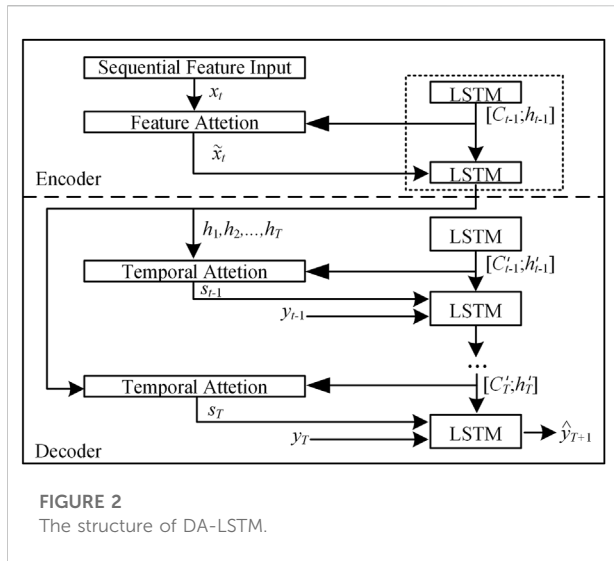 Sequential Feature Input
LSTM
x_t
[C_{t-1};h_{t-1}]
Feature Attetion
x̃_t
LSTM
Encoder
h_1,h_2,...,h_T
LSTM
[C'_{t-1};h'_{t-1}]
Temporal Attetion
s_{t-1}
y_{t-1}
LSTM
...
Temporal Attetion
[C'_T;h'_T]
s_T
y_T
LSTM
ŷ_{T+1}
Decoder
FIGURE 2
The structure of DA-LSTM.